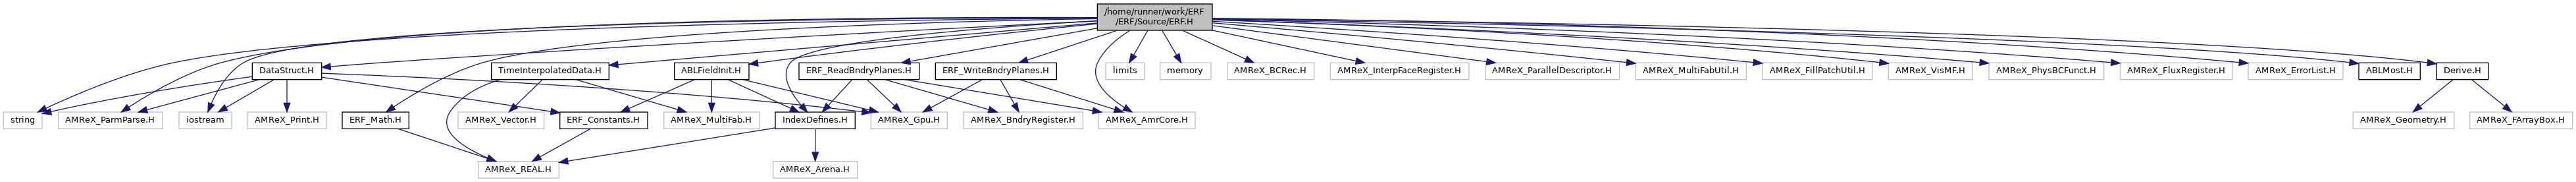 /home/runner/work/ERF
/ERF/Source/ERF.H
DataStruct.H
TimeInterpolatedData.H
ABLFieldInit.H
ERF_ReadBndryPlanes.H
ERF_WriteBndryPlanes.H
limits
memory
AMReX_BCRec.H
AMReX_InterpFaceRegister.H
AMReX_ParallelDescriptor.H
AMReX_MultiFabUtil.H
AMReX_FillPatchUtil.H
AMReX_VisMF.H
AMReX_PhysBCFunct.H
AMReX_FluxRegister.H
AMReX_ErrorList.H
ABLMost.H
Derive.H
string
AMReX_ParmParse.H
iostream
AMReX_Print.H
ERF_Math.H
AMReX_Vector.H
ERF_Constants.H
AMReX_MultiFab.H
IndexDefines.H
AMReX_Gpu.H
AMReX_BndryRegister.H
AMReX_AmrCore.H
AMReX_Geometry.H
AMReX_FArrayBox.H
AMReX_REAL.H
AMReX_Arena.H